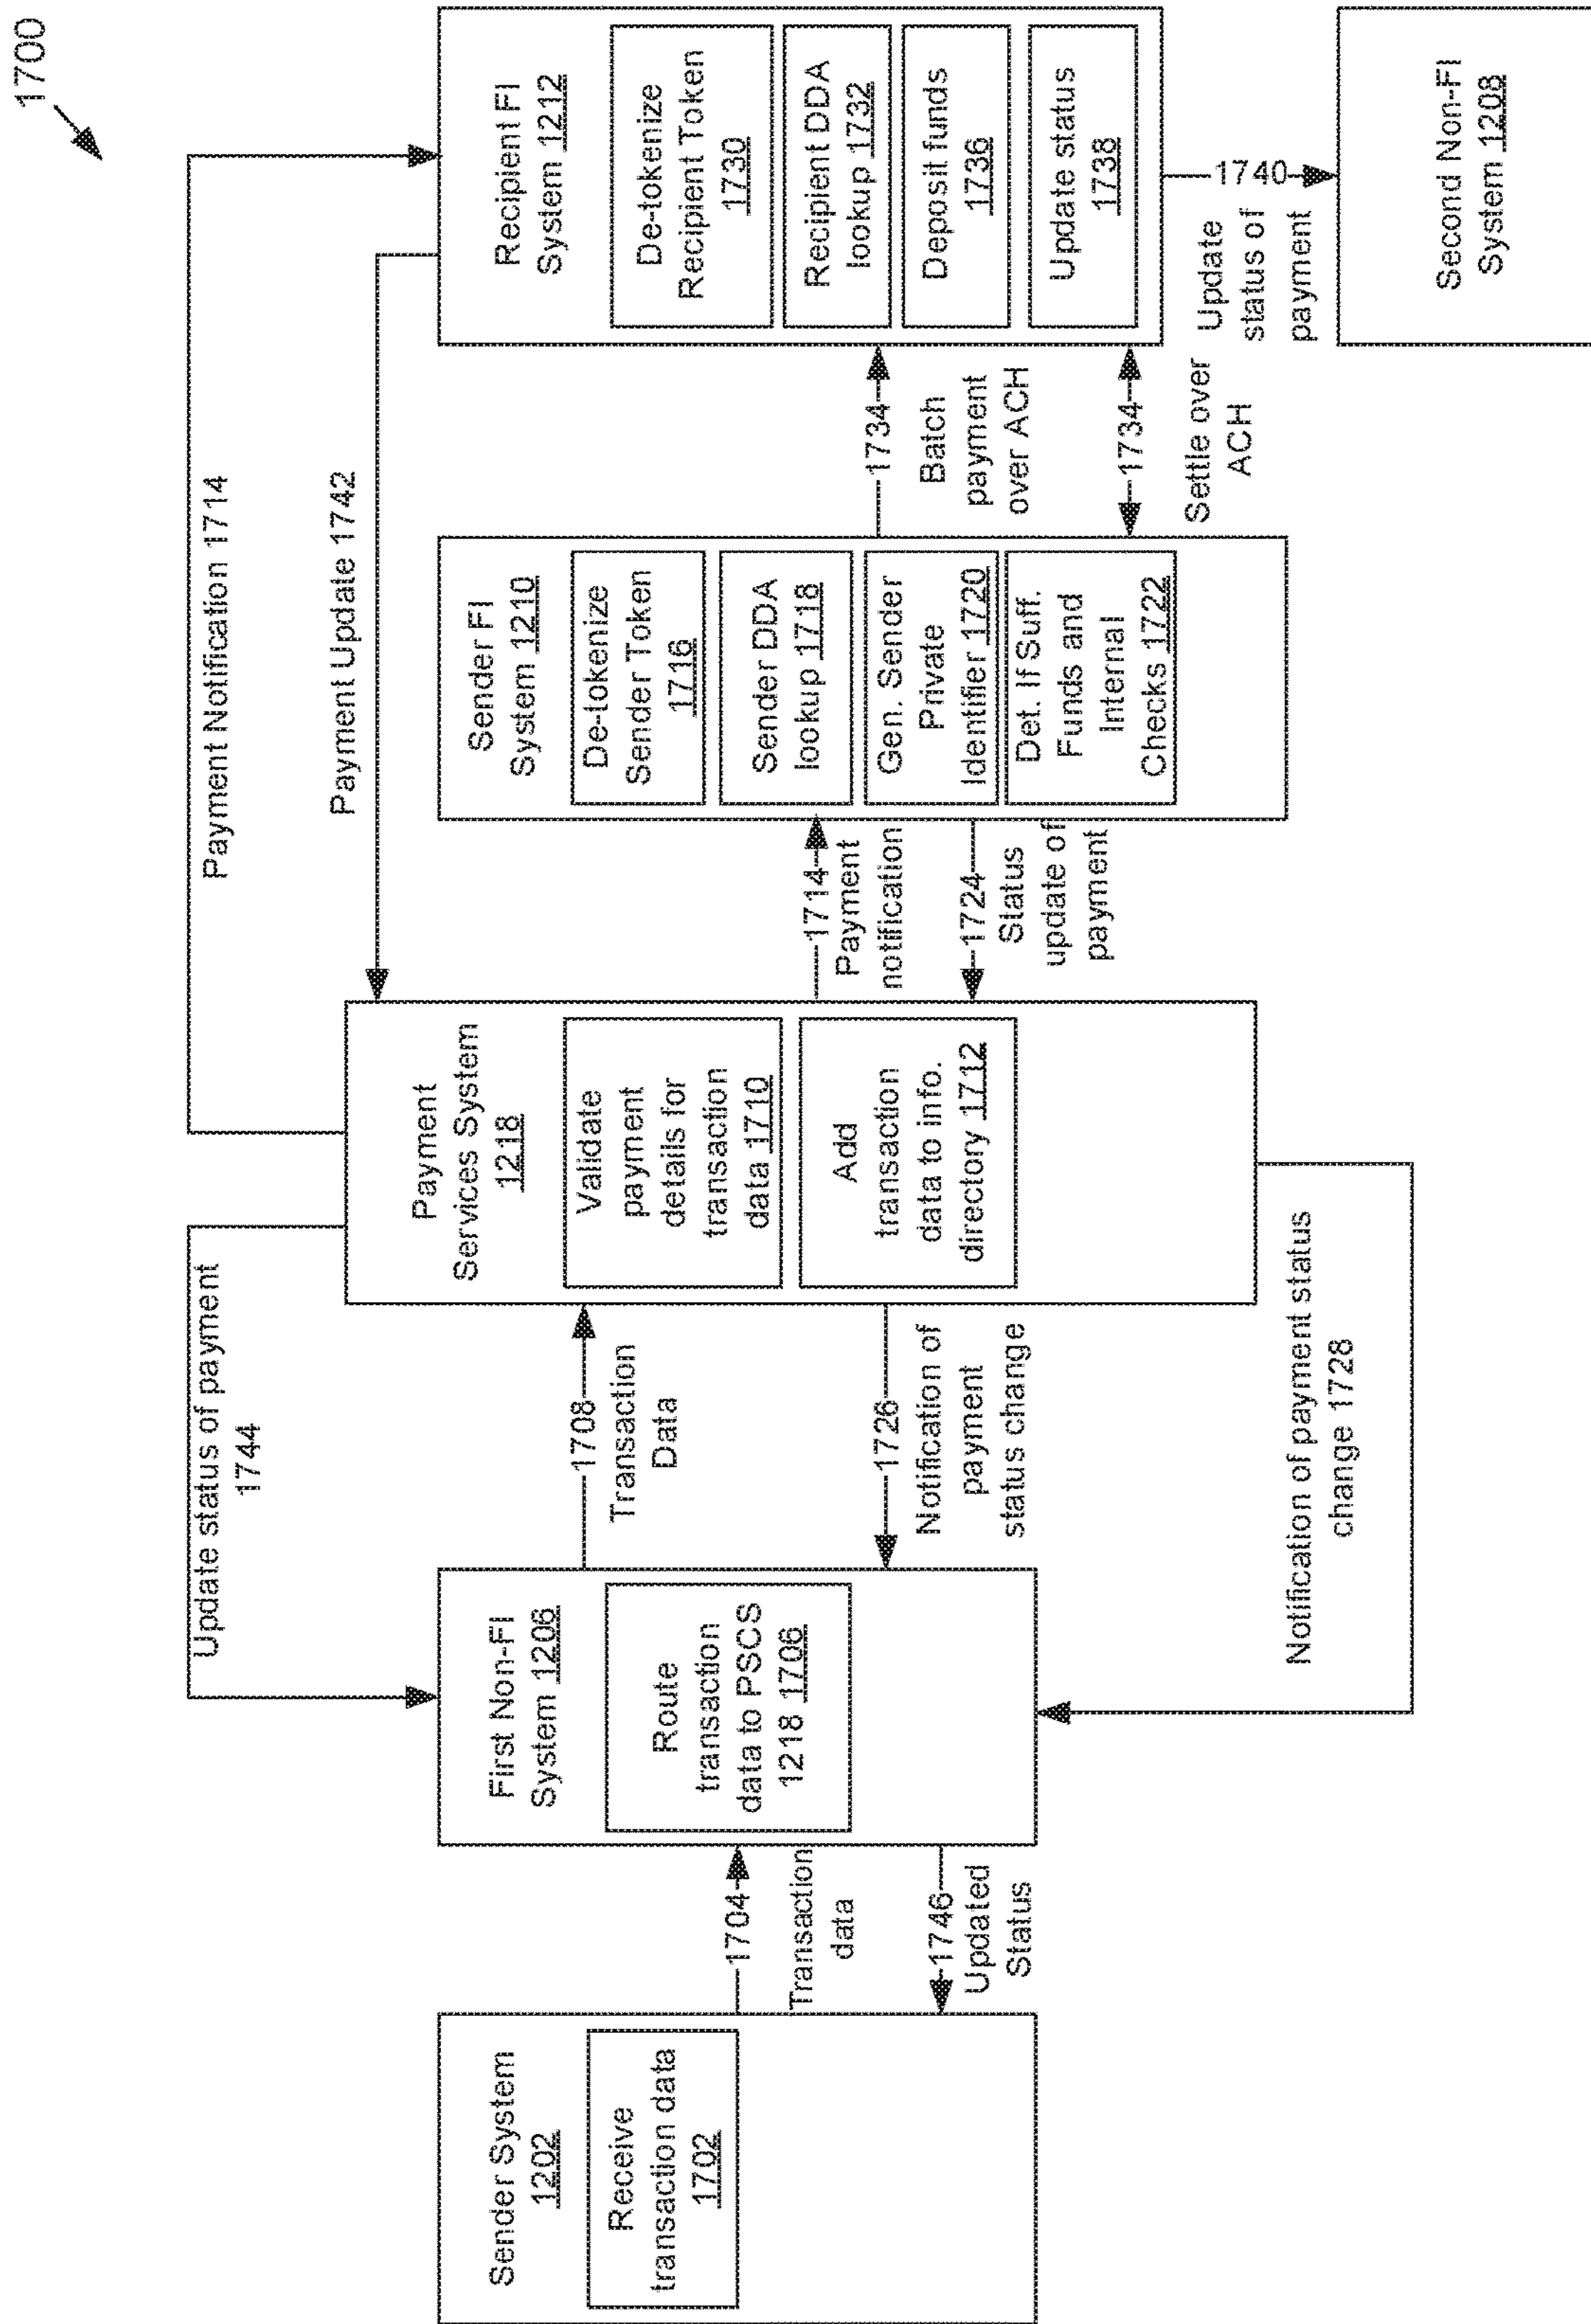 1700
Update status of payment
1744
Payment Notification 1714
Payment Update 1742
Sender System
1202
Receive
transaction data
1702
1704
Transaction
data
1746
Updated
Status
First Non-FI
System 1206
Route
transaction
data to PSCS
1218 1706
1708
Transaction
Data
1726
Notification of
payment
status change
Payment
Services System
1218
Validate
payment
details for
transaction
data 1710
Add
transaction
data to info.
directory 1712
Notification of payment status
change 1728
1714
Payment
notification
1724
Status
update of
payment
Sender FI
System 1210
De-tokenize
Sender Token
1716
Sender DDA
lookup 1718
Gen. Sender
Private
Identifier 1720
Det. If Suff.
Funds and
Internal
Checks 1722
1734
Batch
payment
over ACH
1734
Settle over
ACH
Recipient FI
System 1212
De-tokenize
Recipient Token
1730
Recipient DDA
lookup 1732
Deposit funds
1736
Update status
1738
1740
Update
status of
payment
Second Non-FI
System 1208